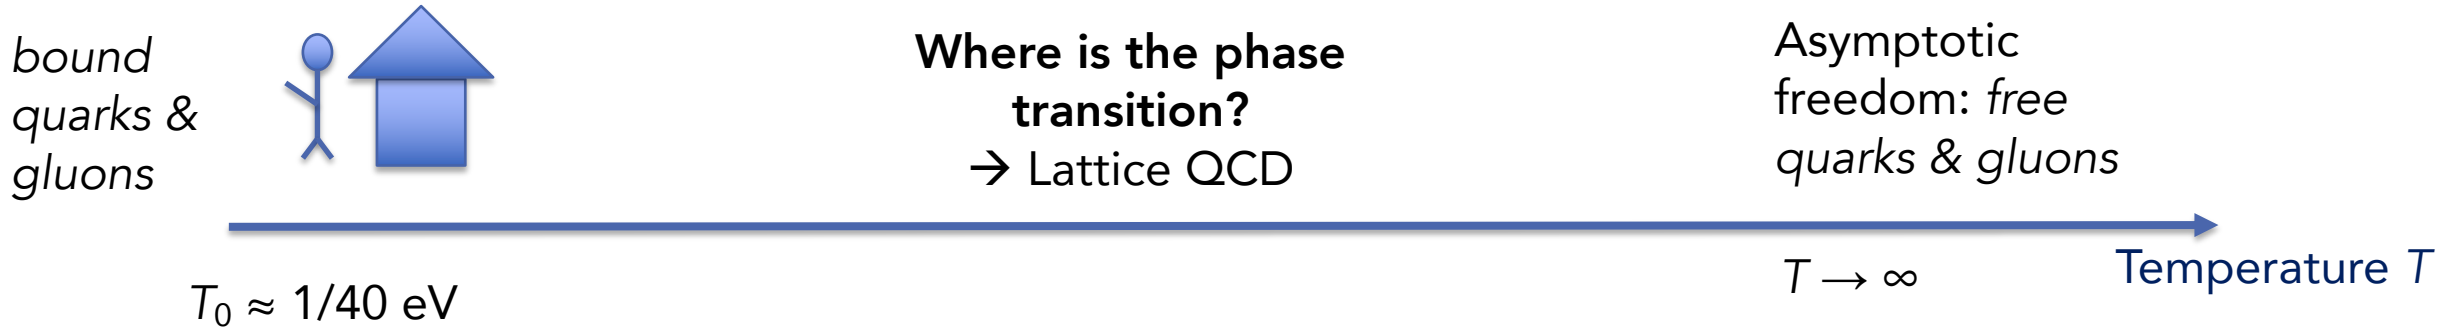 bound
quarks &
gluons
Where is the phase
transition?
→ Lattice QCD
Asymptotic
freedom: free
quarks & gluons
T₀ ≈ 1/40 eV
T → ∞
Temperature T